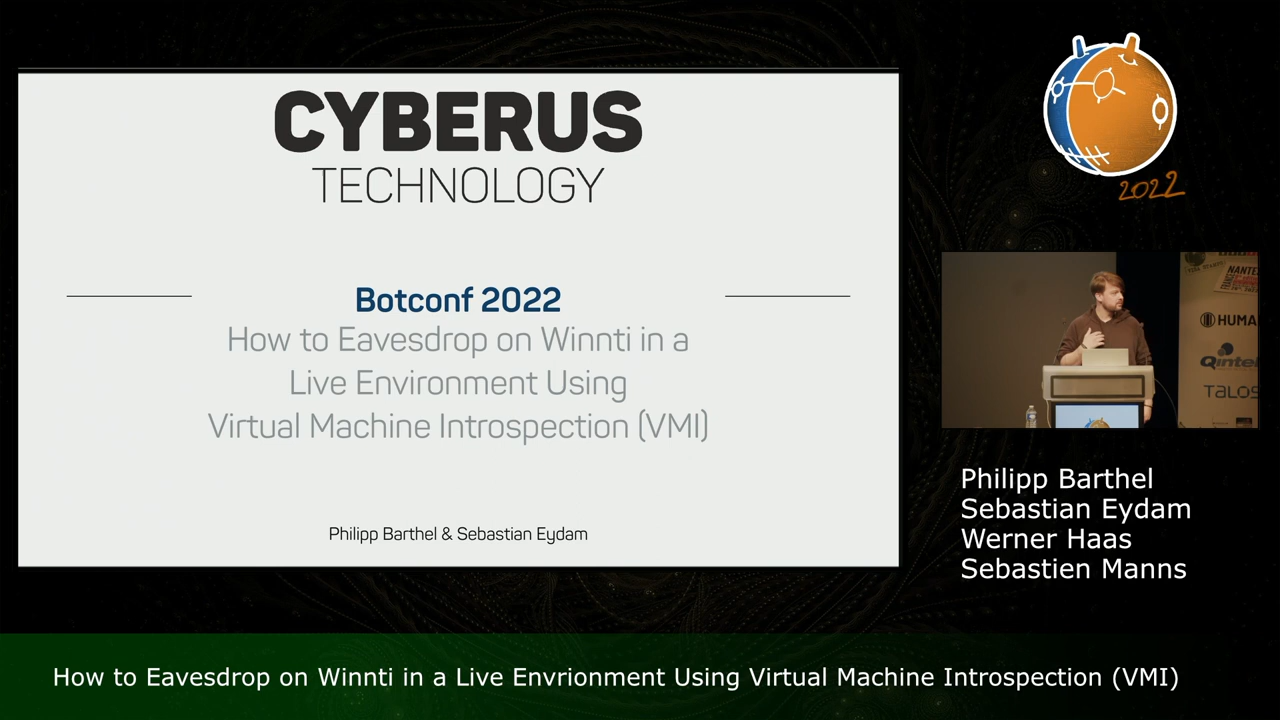 CYBERUS
TECHNOLOGY
Botconf 2022
How to Eavesdrop on Winnti in a
Live Environment Using
Virtual Machine Introspection (VMI)
Philipp Barthel & Sebastian Eydam
2022
NANTES
HUMA
Qintel
TALOS
Philipp Barthel
Sebastian Eydam
Werner Haas
Sebastien Manns
How to Eavesdrop on Winnti in a Live Envrionment Using Virtual Machine Introspection (VMI)